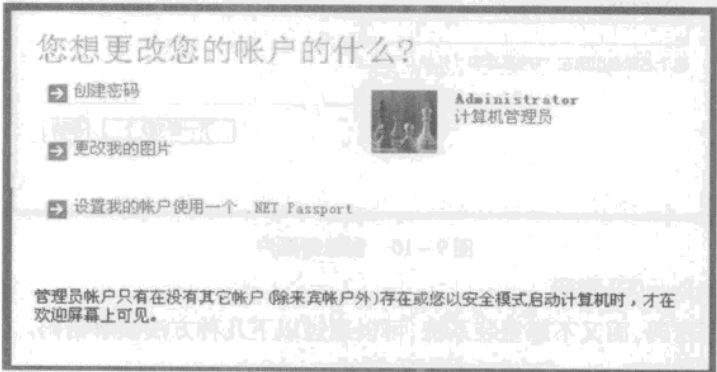 您想更改您的帐户的什么?
创建密码
Administrator
计算机管理员
更改我的图片
设置我的帐户使用一个 .NET Passport
管理员帐户只有在没有其它帐户(除来宾帐户外)存在或您以安全模式启动计算机时，才在
欢迎屏幕上可见。